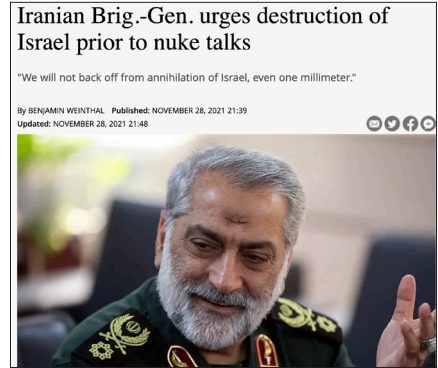 Iranian Brig.-Gen. urges destruction of
Israel prior to nuke talks
"We will not back off from annihilation of Israel, even one millimeter."
By BENJAMIN WEINTHAL   Published: NOVEMBER 28, 2021 21:39
Updated: NOVEMBER 28, 2021 21:48